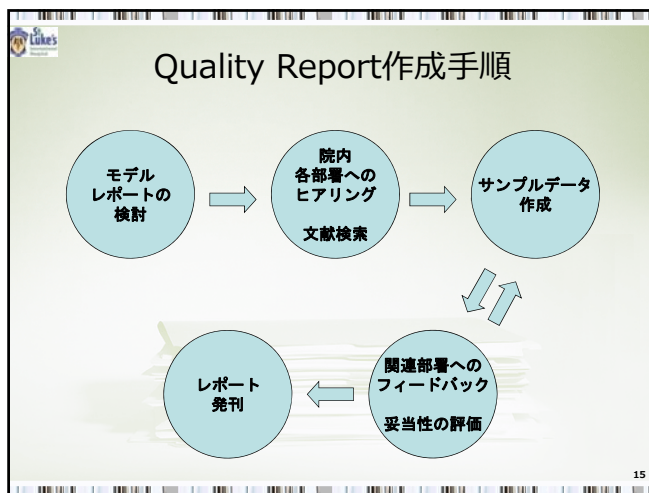 St.
Luke's
International
Hospital
Quality Report作成手順
モデル
レポートの
検討
院内
各部署への
ヒアリング
文献検索
サンプルデータ
作成
関連部署への
フィードバック
妥当性の評価
レポート
発刊
15